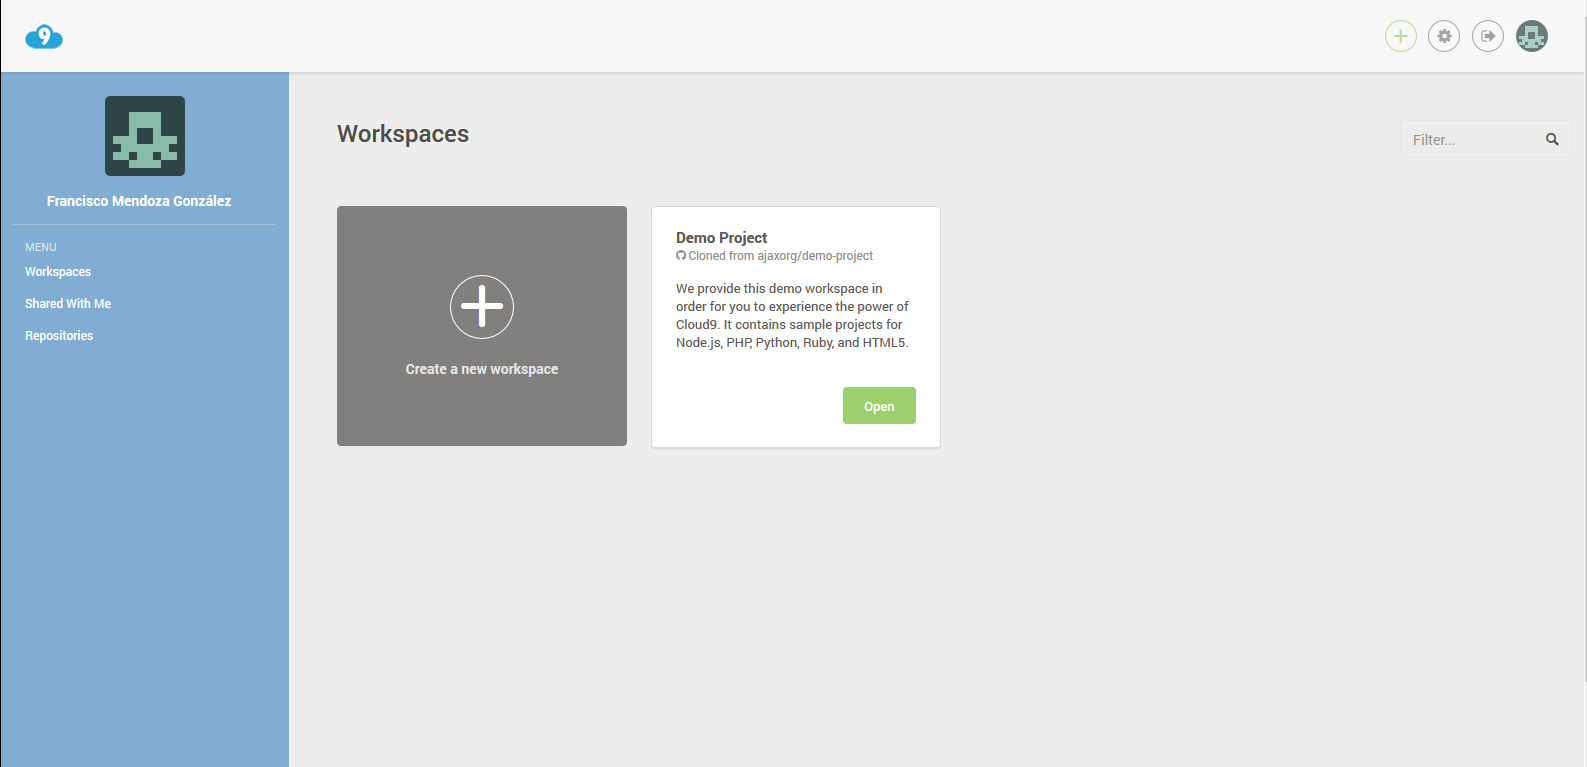 9
Francisco Mendoza González
MENU
Workspaces
Shared With Me
Repositories
Workspaces
Filter...
Create a new workspace
Demo Project
Cloned from ajaxorg/demo-project
We provide this demo workspace in
order for you to experience the power of
Cloud9. It contains sample projects for
Node.js, PHP, Python, Ruby, and HTML5.
Open